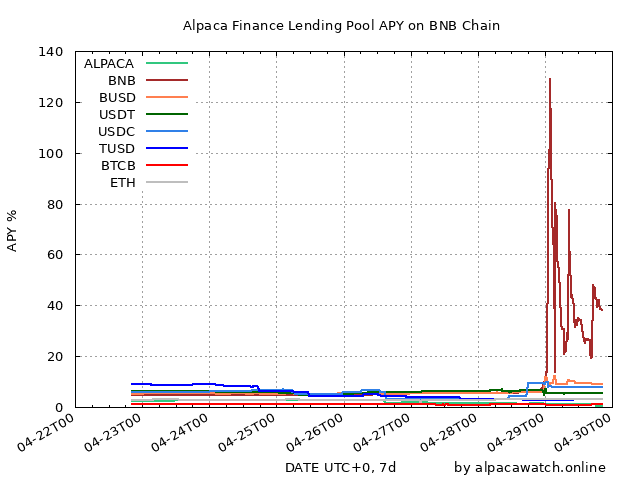 Alpaca Finance Lending Pool APY on BNB Chain
140
120
100
80
60
40
20
0
APY %
ALPACA
BNB
BUSD
USDT
USDC
TUSD
BTCB
ETH
04-22T00
04-23T00
04-24T00
04-25T00
04-26T00
04-27T00
04-28T00
04-29T00
04-30T00
DATE UTC+0, 7d
by alpacawatch.online